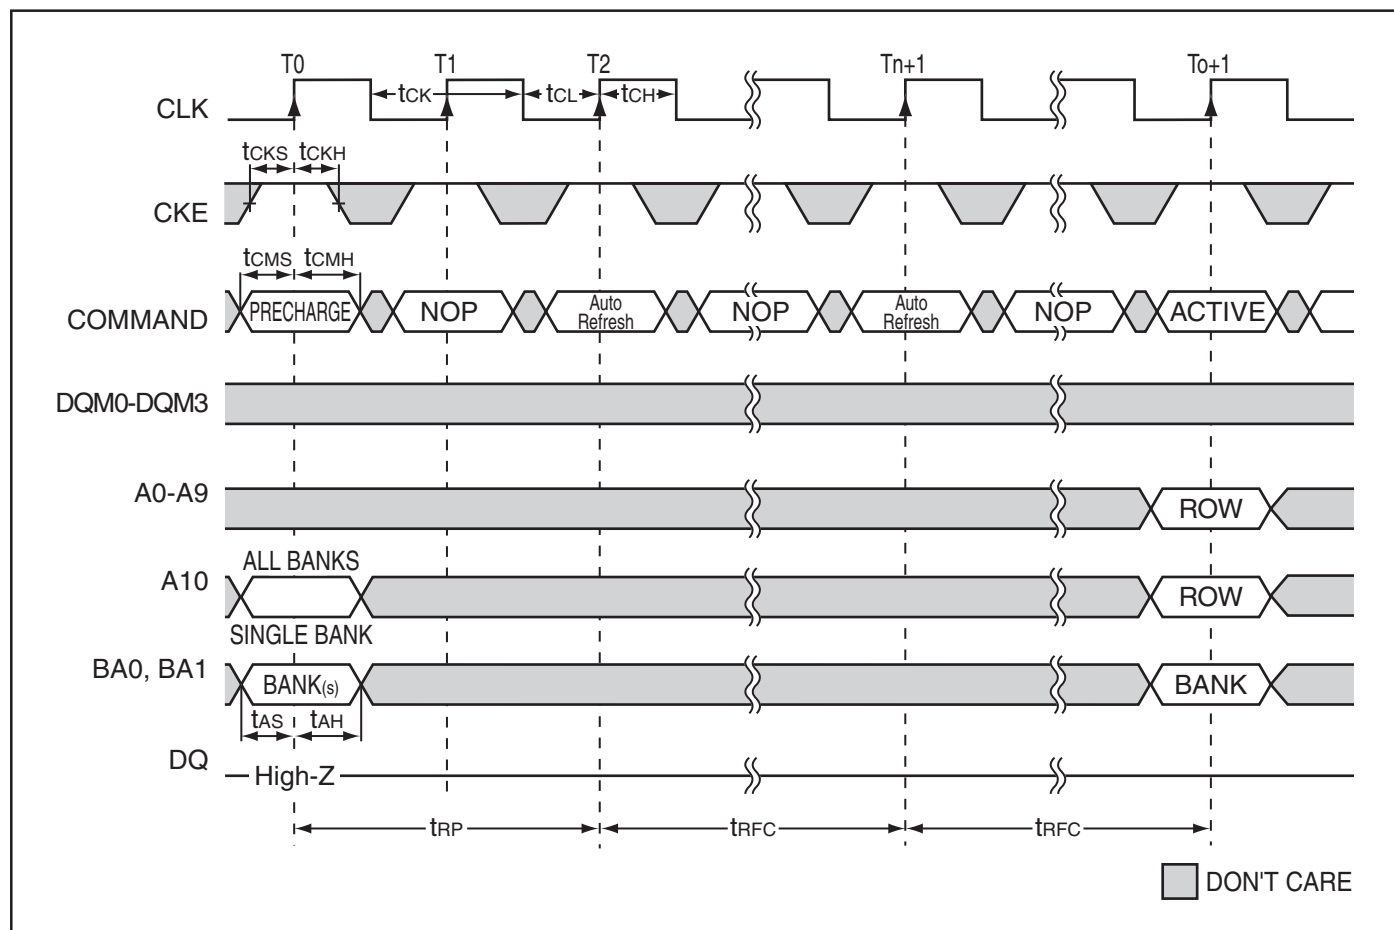 T0 T1 T2 Tn+1 To+1
CLK
tCK tCL tCH
tCKS tCKH
CKE
tCMS tCMH
COMMAND
PRECHARGE NOP Auto Refresh NOP Auto Refresh NOP ACTIVE
DQM0-DQM3
A0-A9
ROW
ALL BANKS
A10
ROW
SINGLE BANK
BA0, BA1
BANK(s) BANK
tAS tAH
DQ
High-Z
tRP tRFC tRFC
DON'T CARE